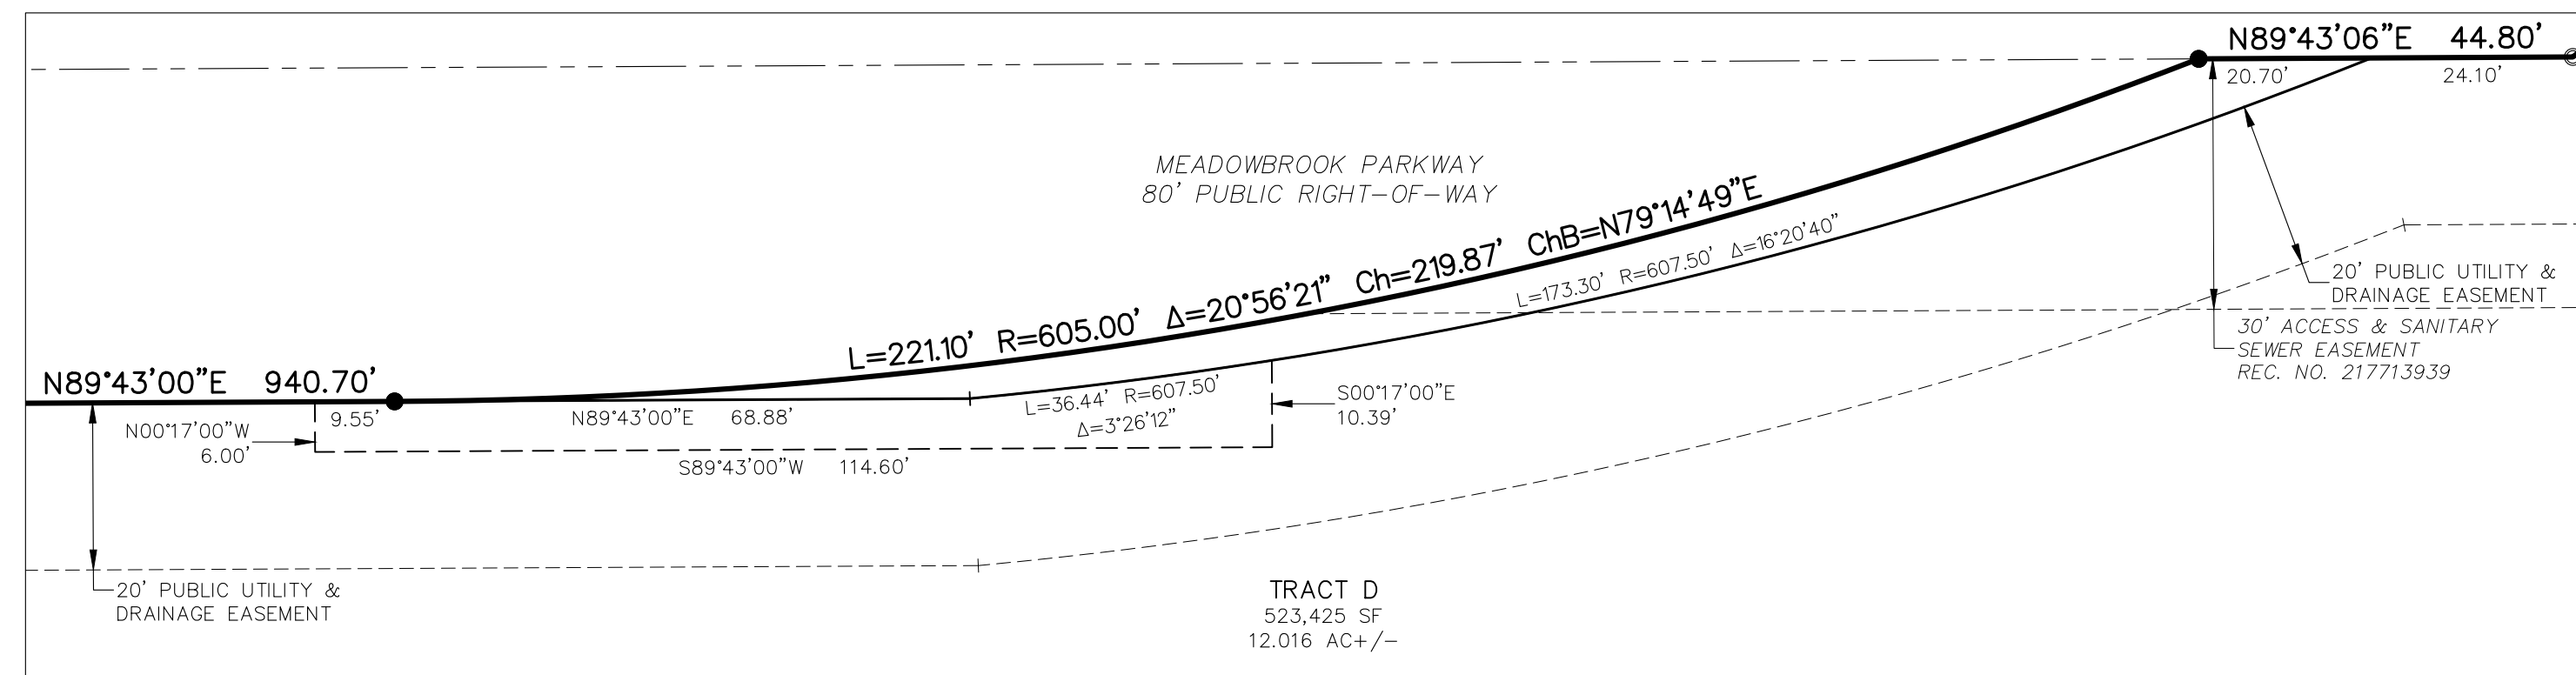 N89°43'06"E 44.80'
20.70' 24.10'
MEADOWBROOK PARKWAY
80' PUBLIC RIGHT-OF-WAY
L=221.10' R=605.00' Δ=20°56'21" Ch=219.87' ChB=N79°14'49"E
L=173.30' R=607.50' Δ=16°20'40"
20' PUBLIC UTILITY &
DRAINAGE EASEMENT
30' ACCESS & SANITARY
SEWER EASEMENT
REC. NO. 217713939
N89°43'00"E 940.70'
9.55'
N89°43'00"E 68.88'
L=36.44' R=607.50'
Δ=3°26'12"
S00°17'00"E
10.39'
N00°17'00"W
6.00'
S89°43'00"W 114.60'
20' PUBLIC UTILITY &
DRAINAGE EASEMENT
TRACT D
523,425 SF
12.016 AC+/-